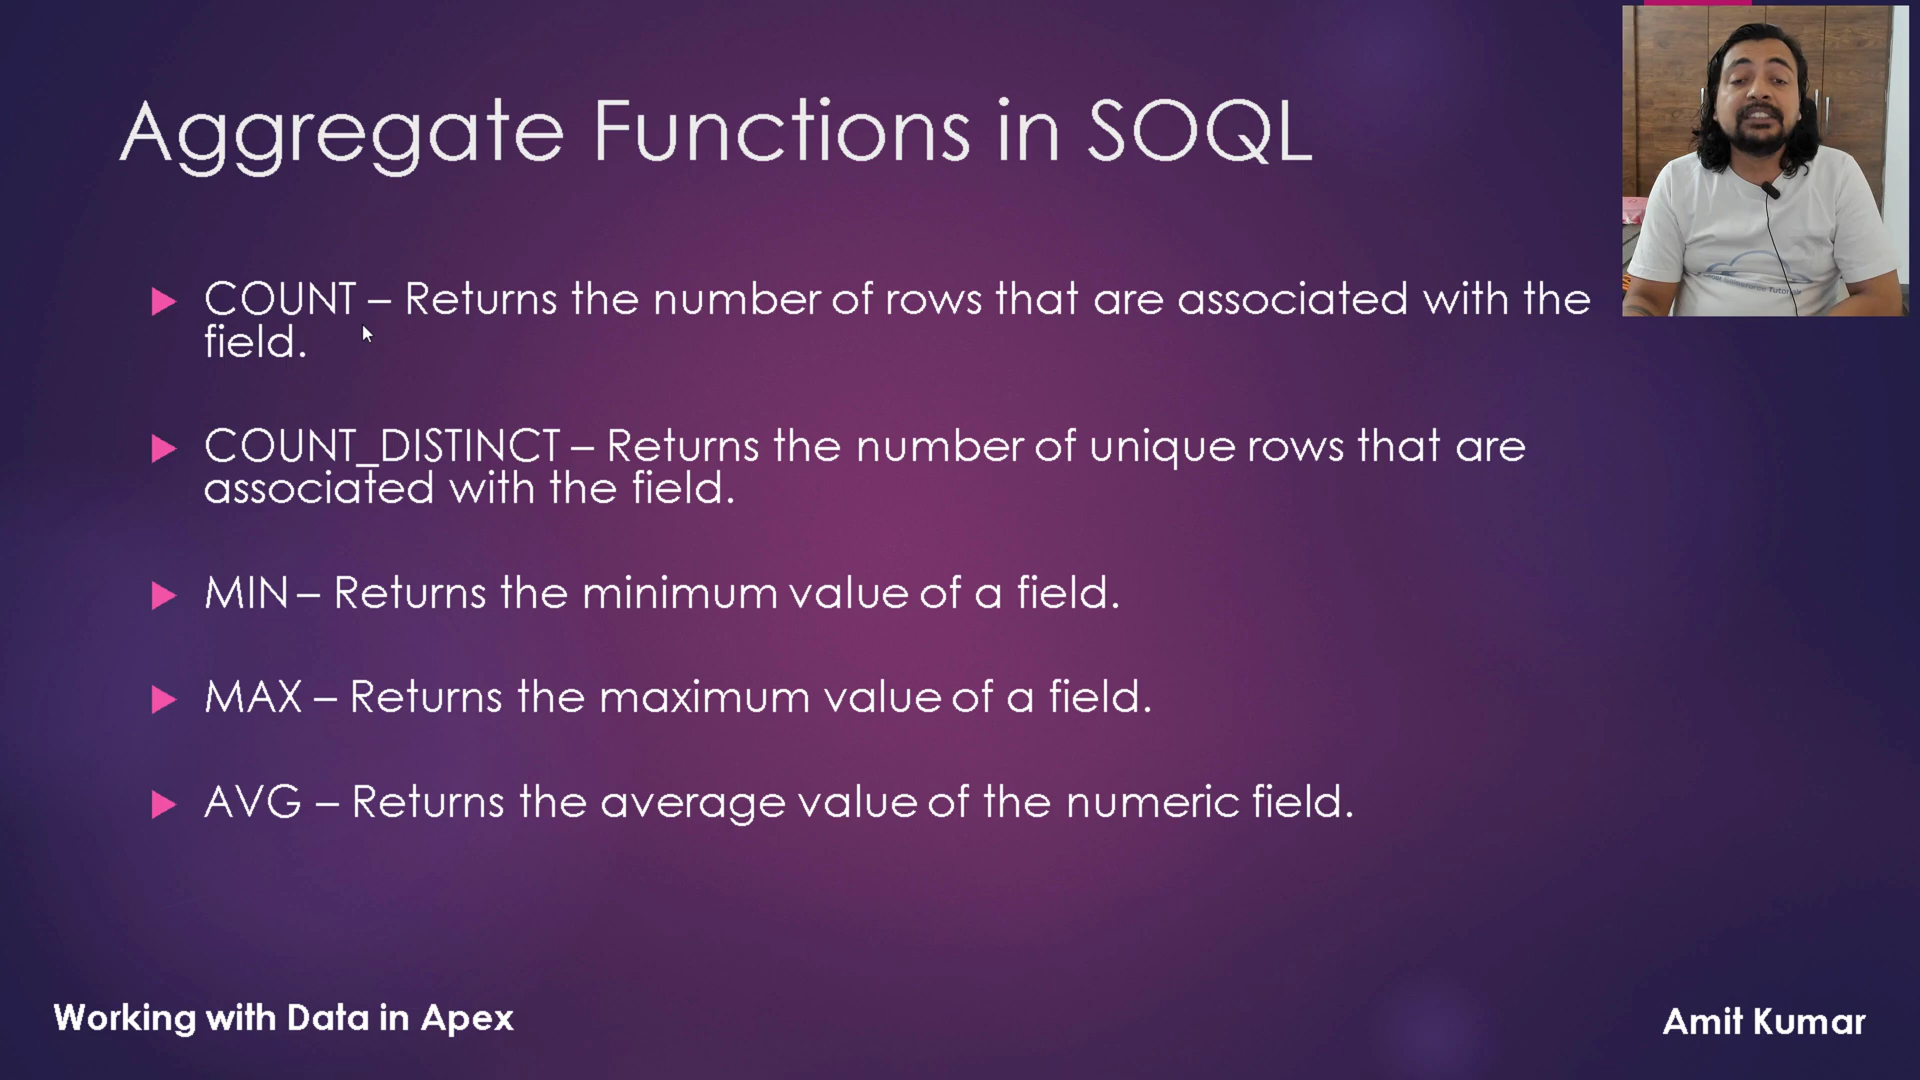 Aggregate Functions in SOQL
COUNT – Returns the number of rows that are associated with the
field.
COUNT_DISTINCT – Returns the number of unique rows that are
associated with the field.
MIN – Returns the minimum value of a field.
MAX – Returns the maximum value of a field.
AVG – Returns the average value of the numeric field.
Working with Data in Apex
Amit Kumar